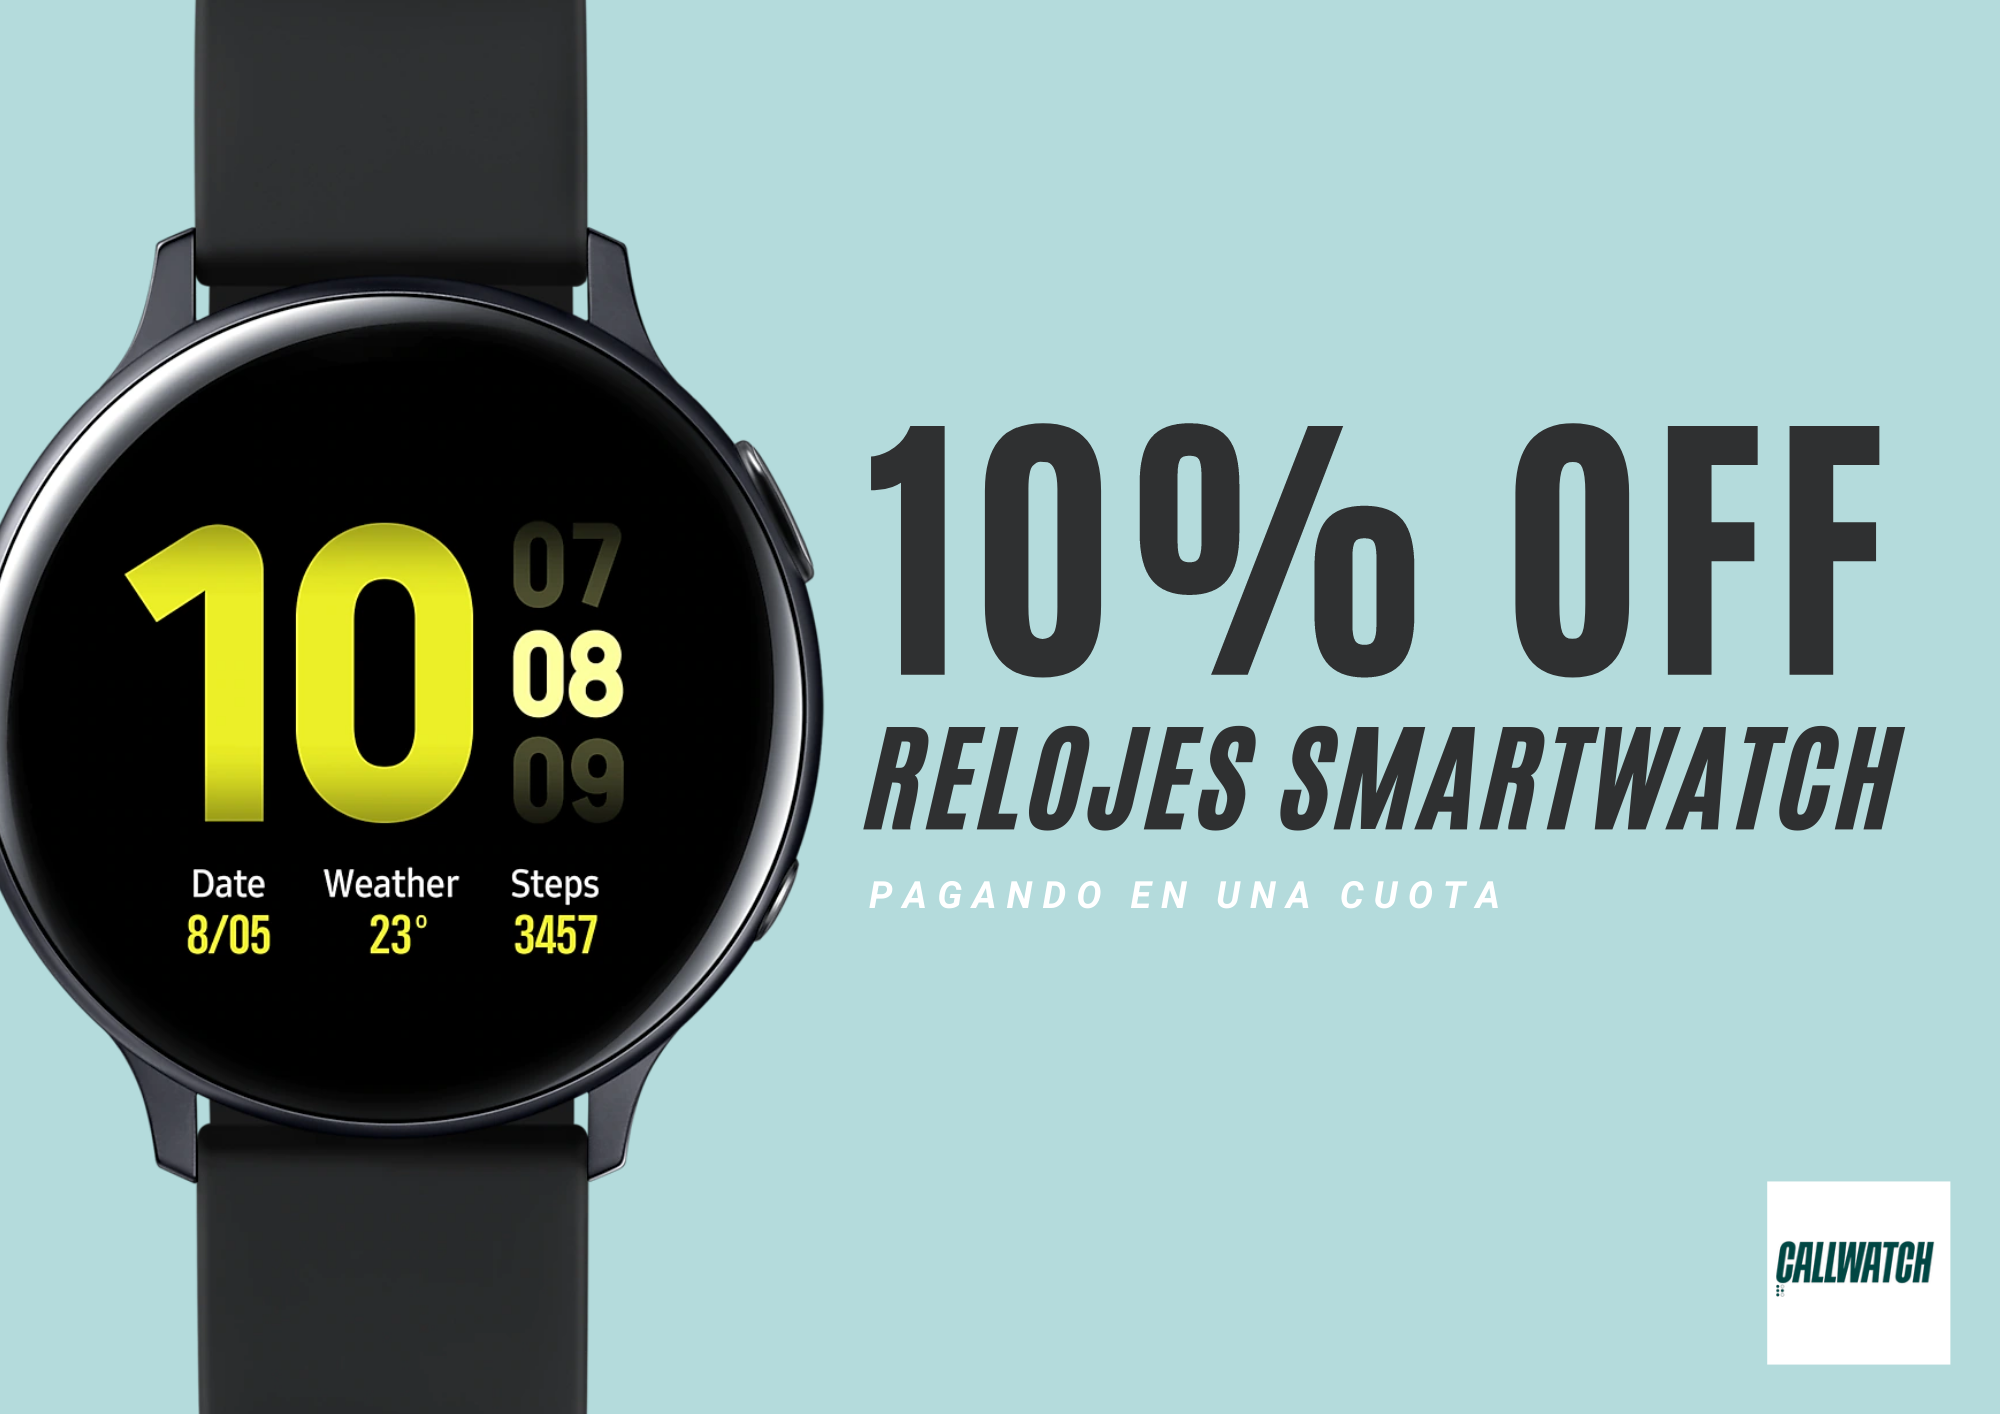 10
07
08
09
Date Weather Steps
8/05 23° 3457
10% OFF
RELOJES SMARTWATCH
PAGANDO EN UNA CUOTA
CALLWATCH